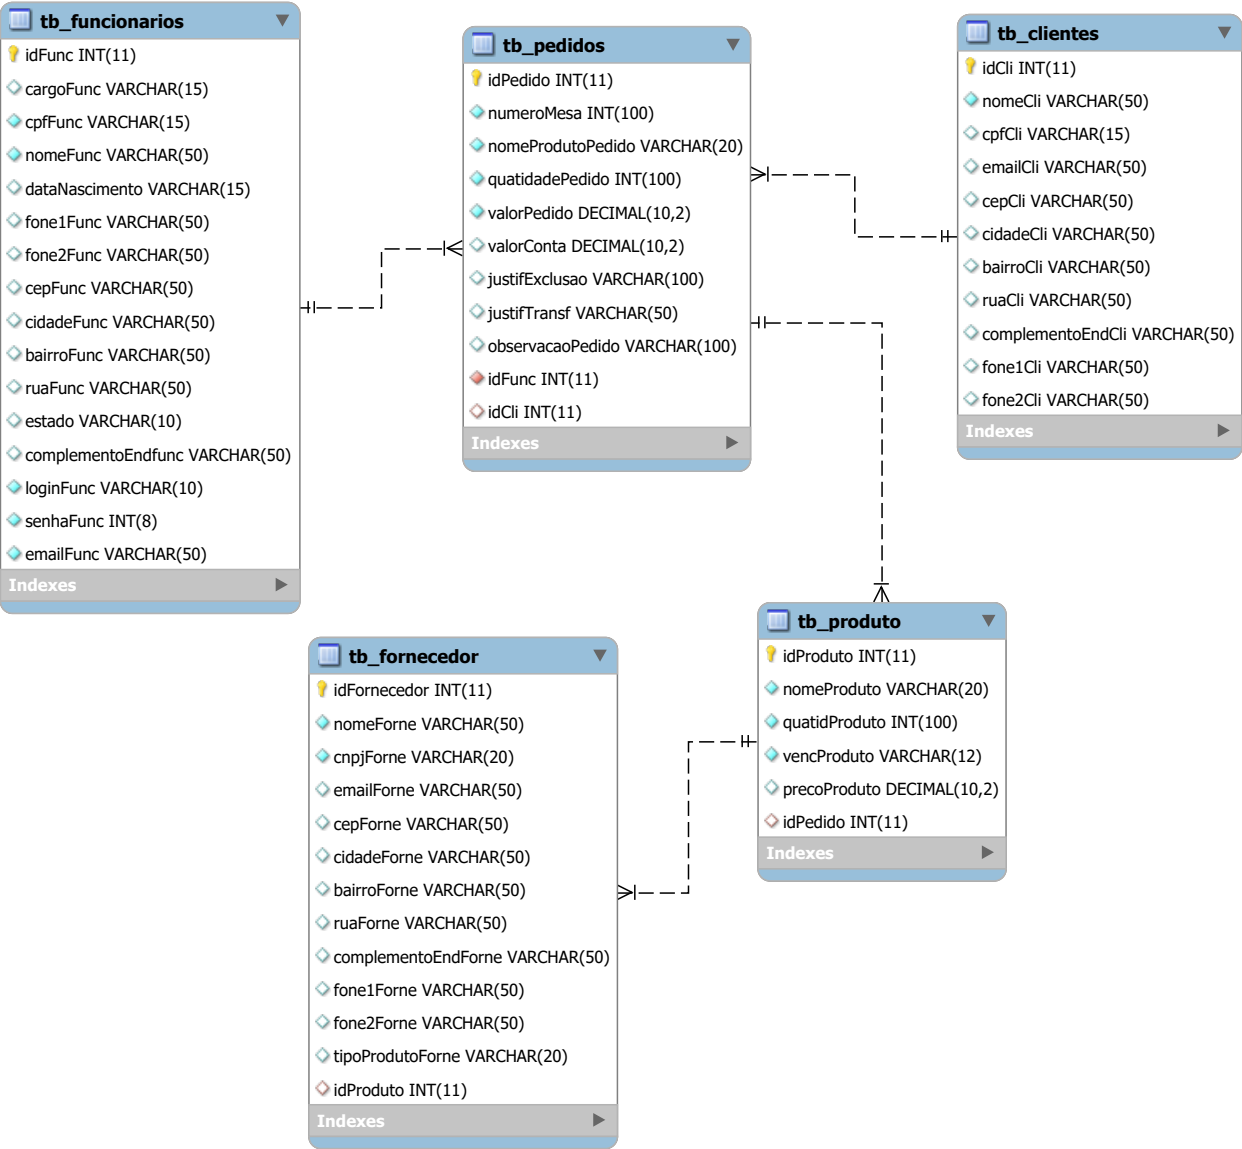 tb_funcionarios
idFunc INT(11)
cargoFunc VARCHAR(15)
cpfFunc VARCHAR(15)
nomeFunc VARCHAR(50)
dataNascimento VARCHAR(15)
fone1Func VARCHAR(50)
fone2Func VARCHAR(50)
cepFunc VARCHAR(50)
cidadeFunc VARCHAR(50)
bairroFunc VARCHAR(50)
ruaFunc VARCHAR(50)
estado VARCHAR(10)
complementoEndfunc VARCHAR(50)
loginFunc VARCHAR(10)
senhaFunc INT(8)
emailFunc VARCHAR(50)
Indexes
tb_pedidos
idPedido INT(11)
numeroMesa INT(100)
nomeProdutoPedido VARCHAR(20)
quatidadePedido INT(100)
valorPedido DECIMAL(10,2)
valorConta DECIMAL(10,2)
justifExclusao VARCHAR(100)
justifTransf VARCHAR(50)
observacaoPedido VARCHAR(100)
idFunc INT(11)
idCli INT(11)
Indexes
tb_clientes
idCli INT(11)
nomeCli VARCHAR(50)
cpfCli VARCHAR(15)
emailCli VARCHAR(50)
cepCli VARCHAR(50)
cidadeCli VARCHAR(50)
bairroCli VARCHAR(50)
ruaCli VARCHAR(50)
complementoEndCli VARCHAR(50)
fone1Cli VARCHAR(50)
fone2Cli VARCHAR(50)
Indexes
tb_fornecedor
idFornecedor INT(11)
nomeForne VARCHAR(50)
cnpjForne VARCHAR(20)
emailForne VARCHAR(50)
cepForne VARCHAR(50)
cidadeForne VARCHAR(50)
bairroForne VARCHAR(50)
ruaForne VARCHAR(50)
complementoEndForne VARCHAR(50)
fone1Forne VARCHAR(50)
fone2Forne VARCHAR(50)
tipoProdutoForne VARCHAR(20)
idProduto INT(11)
Indexes
tb_produto
idProduto INT(11)
nomeProduto VARCHAR(20)
quatidProduto INT(100)
vencProduto VARCHAR(12)
precoProduto DECIMAL(10,2)
idPedido INT(11)
Indexes